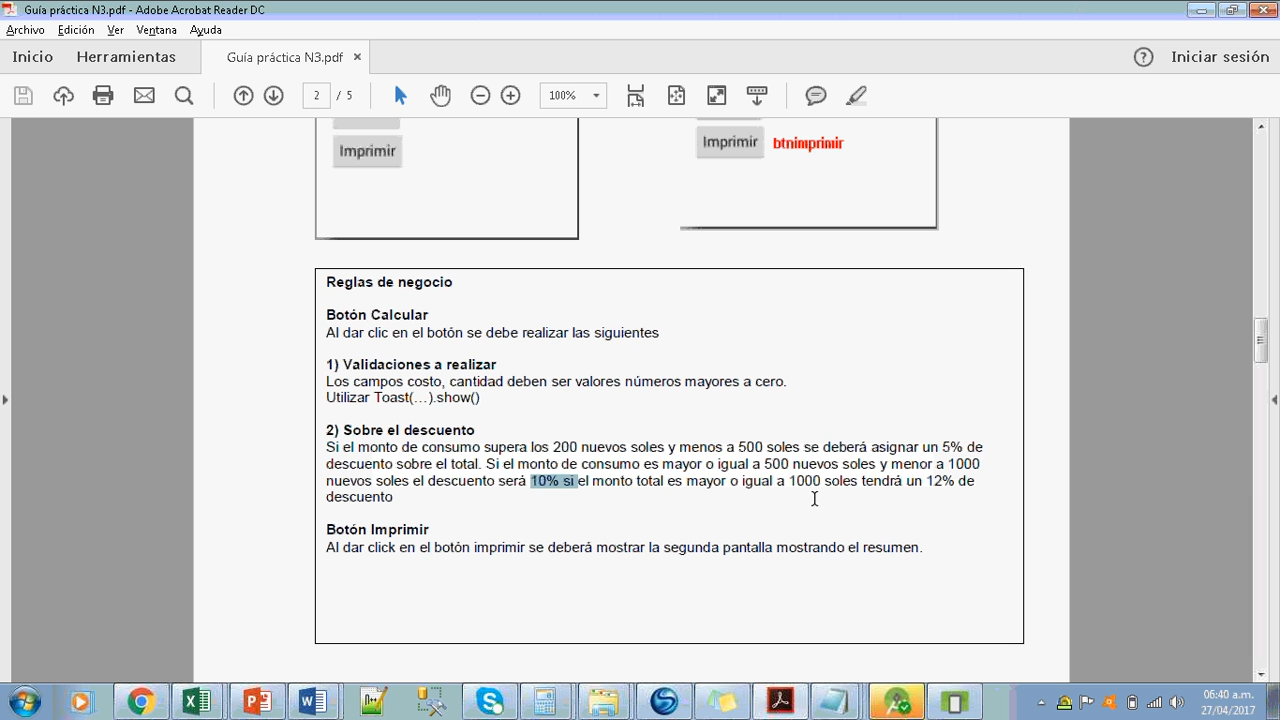 Guía práctica N3.pdf - Adobe Acrobat Reader DC
Archivo Edición Ver Ventana Ayuda
Inicio Herramientas Guía práctica N3.pdf × Iniciar sesión
2 / 5 100%
Imprimir
Imprimir btnimprimir
Reglas de negocio
Botón Calcular
Al dar clic en el botón se debe realizar las siguientes
1) Validaciones a realizar
Los campos costo, cantidad deben ser valores números mayores a cero.
Utilizar Toast(…).show()
2) Sobre el descuento
Si el monto de consumo supera los 200 nuevos soles y menos a 500 soles se deberá asignar un 5% de
descuento sobre el total. Si el monto de consumo es mayor o igual a 500 nuevos soles y menor a 1000
nuevos soles el descuento será 10% si el monto total es mayor o igual a 1000 soles tendrá un 12% de
descuento
Botón Imprimir
Al dar click en el botón imprimir se deberá mostrar la segunda pantalla mostrando el resumen.
06:40 a.m.
27/04/2017